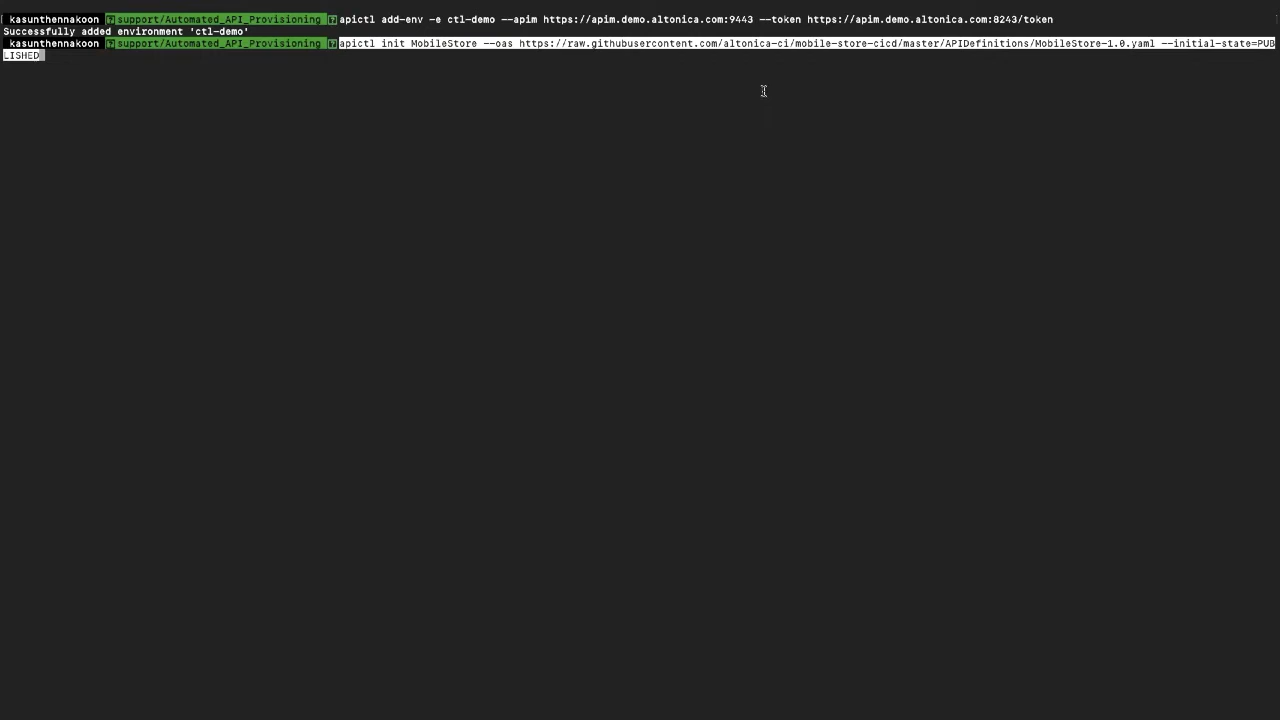 kasunthennakoon support/Automated_API_Provisioning apictl add-env -e ctl-demo --apim https://apim.demo.altonica.com:9443 --token https://apim.demo.altonica.com:8243/token
Successfully added environment 'ctl-demo'
kasunthennakoon support/Automated_API_Provisioning apictl init MobileStore --oas https://raw.githubusercontent.com/altonica-ci/mobile-store-cicd/master/APIDefinitions/MobileStore-1.0.yaml --initial-state=PUB
LISHED